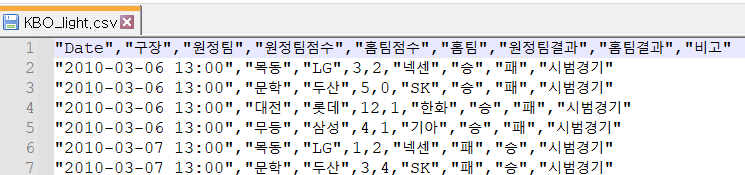 KBO_light.csv
1 "Date","구장","원정팀","원정팀점수","홈팀점수","홈팀","원정팀결과","홈팀결과","비고"
2 "2010-03-06 13:00","목동","LG",3,2,"넥센","승","패","시범경기"
3 "2010-03-06 13:00","문학","두산",5,0,"SK","승","패","시범경기"
4 "2010-03-06 13:00","대전","롯데",12,1,"한화","승","패","시범경기"
5 "2010-03-06 13:00","무등","삼성",4,1,"기아","승","패","시범경기"
6 "2010-03-07 13:00","목동","LG",1,2,"넥센","패","승","시범경기"
7 "2010-03-07 13:00","문학","두산",3,4,"SK","패","승","시범경기"